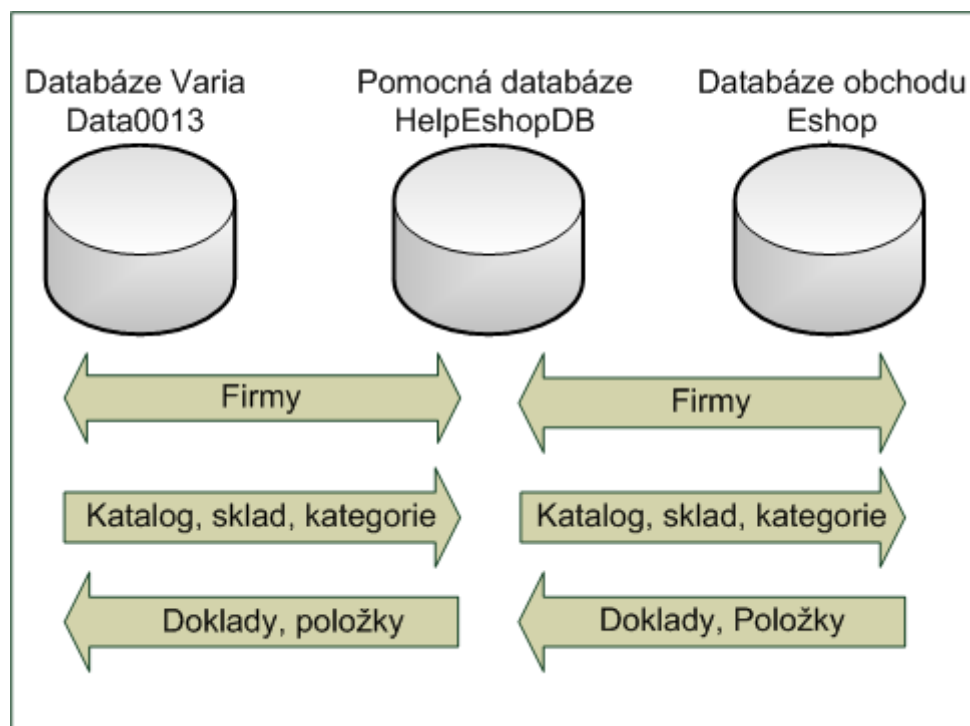 Databáze Varia
Data0013
Pomocná databáze
HelpEshopDB
Databáze obchodu
Eshop
Firmy
Firmy
Katalog, sklad, kategorie
Katalog, sklad, kategorie
Doklady, položky
Doklady, Položky